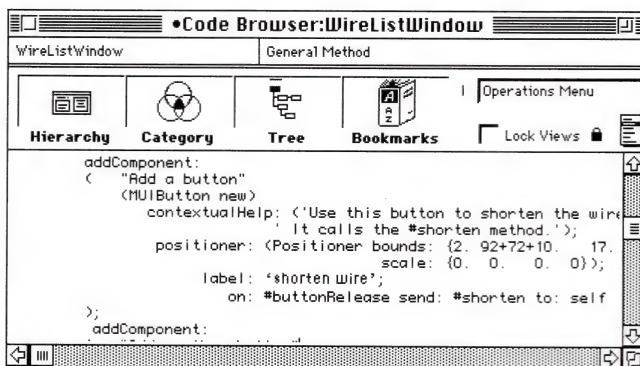 •Code Browser:WireListWindow
WireListWindow General Method
Operations Menu
Hierarchy Category Tree Bookmarks Lock Views
addComponent:
( "Add a button"
(MUIButton new)
contextualHelp: ('Use this button to shorten the wire
' It calls the #shorten method.');
positioner: (Positioner bounds: {2. 92+72+10. 17.
scale: {0. 0. 0. 0});
label: 'shorten wire';
on: #buttonRelease send: #shorten to: self
);
addComponent: